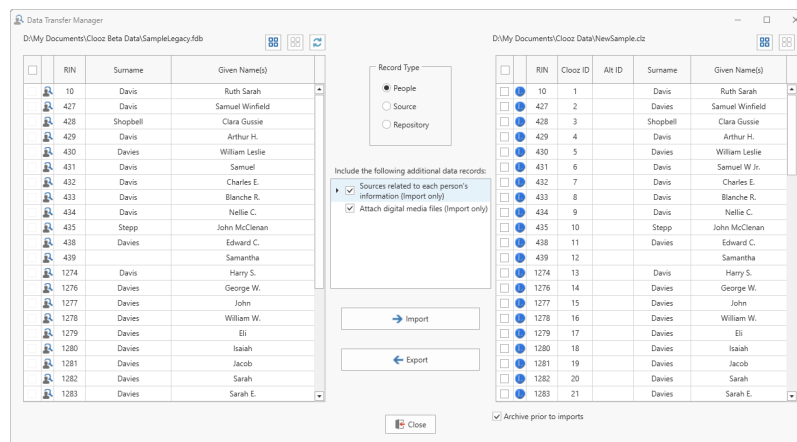 Data Transfer Manager
D:\My Documents\Clooz Beta Data\SampleLegacy.fdb
D:\My Documents\Clooz Data\NewSample.clz
RIN Surname Given Name(s)
10 Davis Ruth Sarah
427 Davies Samuel Winfield
428 Shopbell Clara Gussie
429 Davis Arthur H.
430 Davies William Leslie
431 Davis Samuel
432 Davis Charles E.
433 Davis Blanche R.
434 Davis Nellie C.
435 Stepp John McClenan
438 Davies Edward C.
439 Samantha
1274 Davis Harry S.
1276 Davies George W.
1277 Davies John
1278 Davies William W.
1279 Davies Eli
1280 Davies Isaiah
1281 Davies Jacob
1282 Davies Sarah
1283 Davies Sarah E.
Record Type
People
Source
Repository
Include the following additional data records:
Sources related to each person's
information (Import only)
Attach digital media files (Import only)
Import
Export
Close
RIN Clooz ID Alt ID Surname Given Name(s)
10 1 Davis Ruth Sarah
427 2 Davies Samuel Winfield
428 3 Shopbell Clara Gussie
429 4 Davis Arthur H.
430 5 Davies William Leslie
431 6 Davis Samuel W Jr.
432 7 Davis Charles E.
433 8 Davis Blanche R.
434 9 Davis Nellie C.
435 10 Stepp John McClenan
438 11 Davies Edward C.
439 12 Samantha
1274 13 Davis Harry S.
1276 14 Davies George W.
1277 15 Davies John
1278 16 Davies William W.
1279 17 Davies Eli
1280 18 Davies Isaiah
1281 19 Davies Jacob
1282 20 Davies Sarah
1283 21 Davies Sarah E.
Archive prior to imports